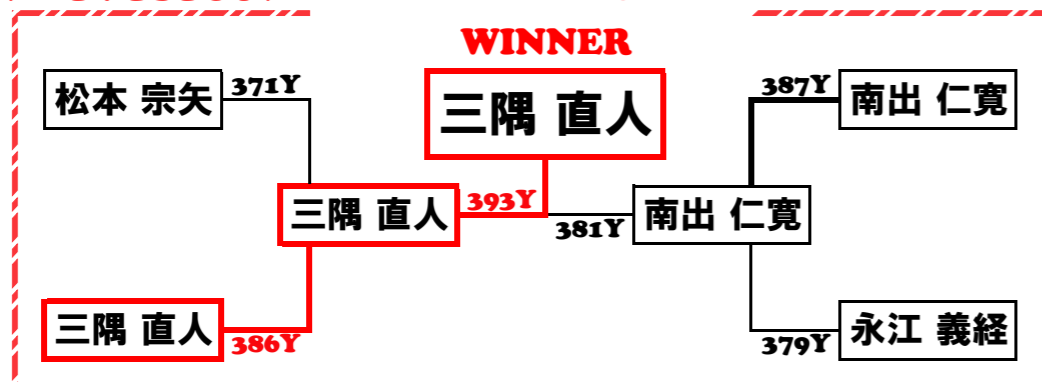 WINNER
松本 宗矢
371Y
三隅 直人
387Y
南出 仁寛
三隅 直人
393Y
381Y
南出 仁寛
三隅 直人
386Y
379Y
永江 義経